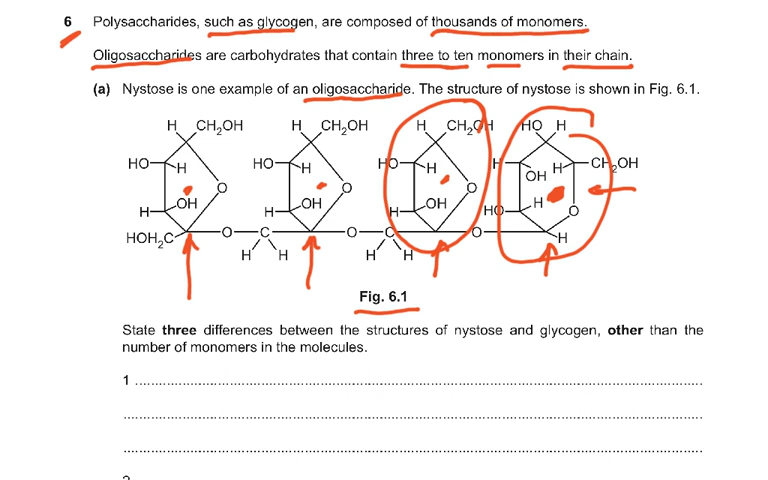 6 Polysaccharides, such as glycogen, are composed of thousands of monomers.
Oligosaccharides are carbohydrates that contain three to ten monomers in their chain.
(a) Nystose is one example of an oligosaccharide. The structure of nystose is shown in Fig. 6.1.
H CH2OH H CH2OH H CH2OH HO H
HO H HO H HO H H OH H CH2OH
O O O
H OH H OH H OH HO H O
HOH2C O C O C O H
H H H H
Fig. 6.1
State three differences between the structures of nystose and glycogen, other than the
number of monomers in the molecules.
1